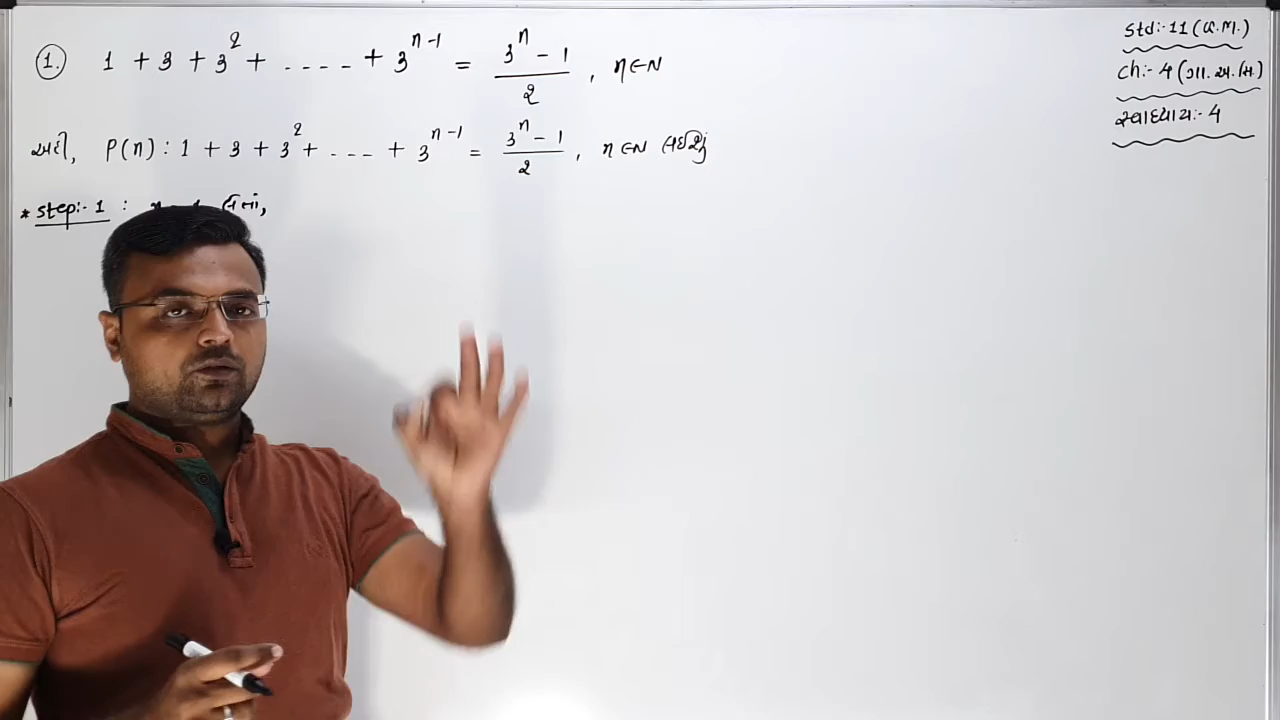 1. 1 + 3 + 3² + ----- + 3ⁿ⁻¹ = (3ⁿ - 1)/2 , n∈N
અહીં, P(n) : 1 + 3 + 3² + ---- + 3ⁿ⁻¹ = (3ⁿ - 1)/2 , n∈N લઈશું
* Step:- 1 : લેતાં,
Std:- 11 (G.M.)
Ch:- 4 (ગા. અ. સિ.)
સ્વાધ્યાય:- 4